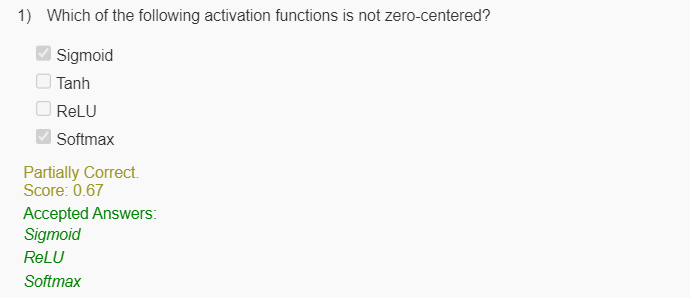 1) Which of the following activation functions is not zero-centered?
Sigmoid
Tanh
ReLU
Softmax
Partially Correct.
Score: 0.67
Accepted Answers:
Sigmoid
ReLU
Softmax